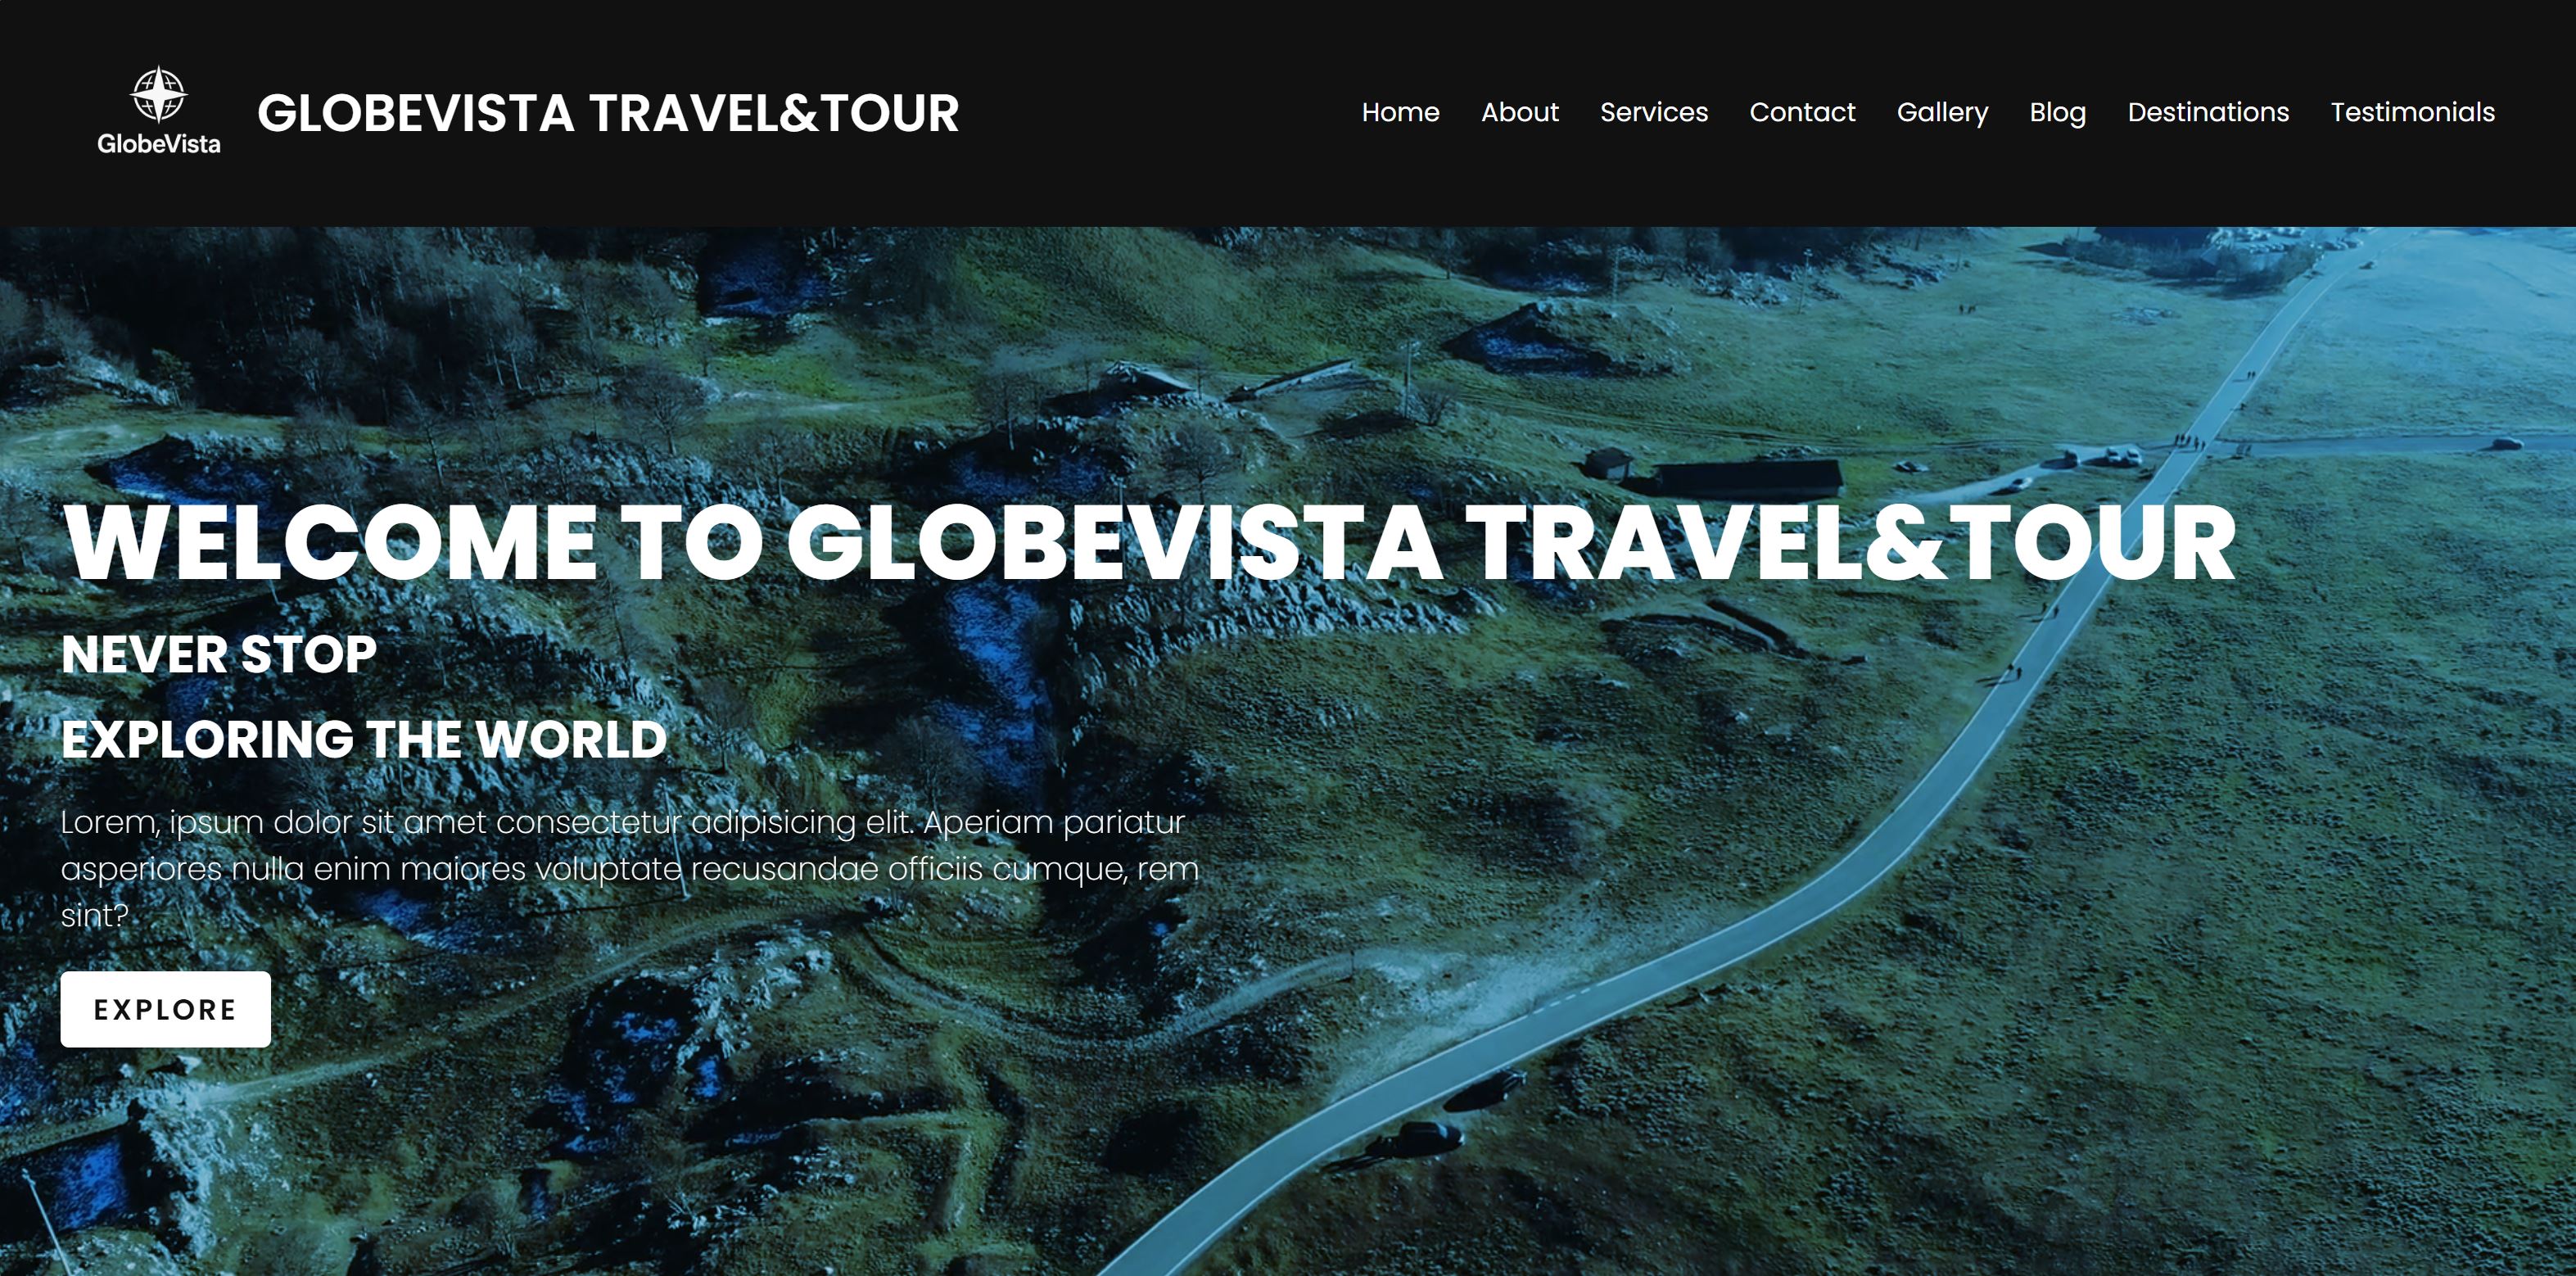 GlobeVista
GLOBEVISTA TRAVEL&TOUR
Home About Services Contact Gallery Blog Destinations Testimonials
WELCOME TO GLOBEVISTA TRAVEL&TOUR
NEVER STOP
EXPLORING THE WORLD
Lorem, ipsum dolor sit amet consectetur adipisicing elit. Aperiam pariatur
asperiores nulla enim maiores voluptate recusandae officiis cumque, rem
sint?
EXPLORE